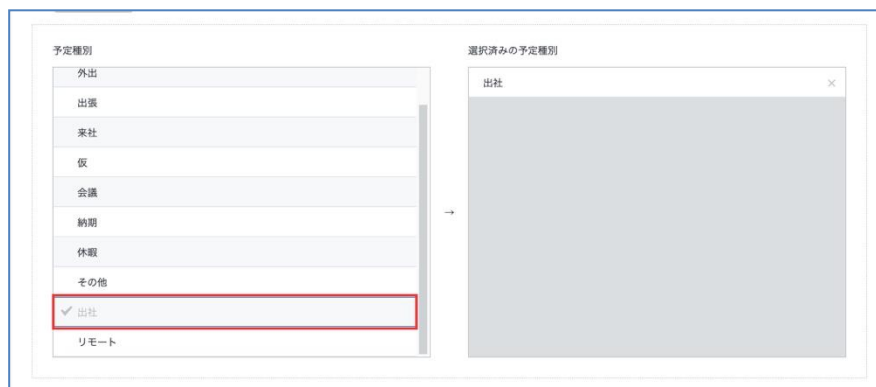 予定種別
外出
出張
来社
仮
会議
納期
休暇
その他
出社
リモート
→
選択済みの予定種別
出社
×